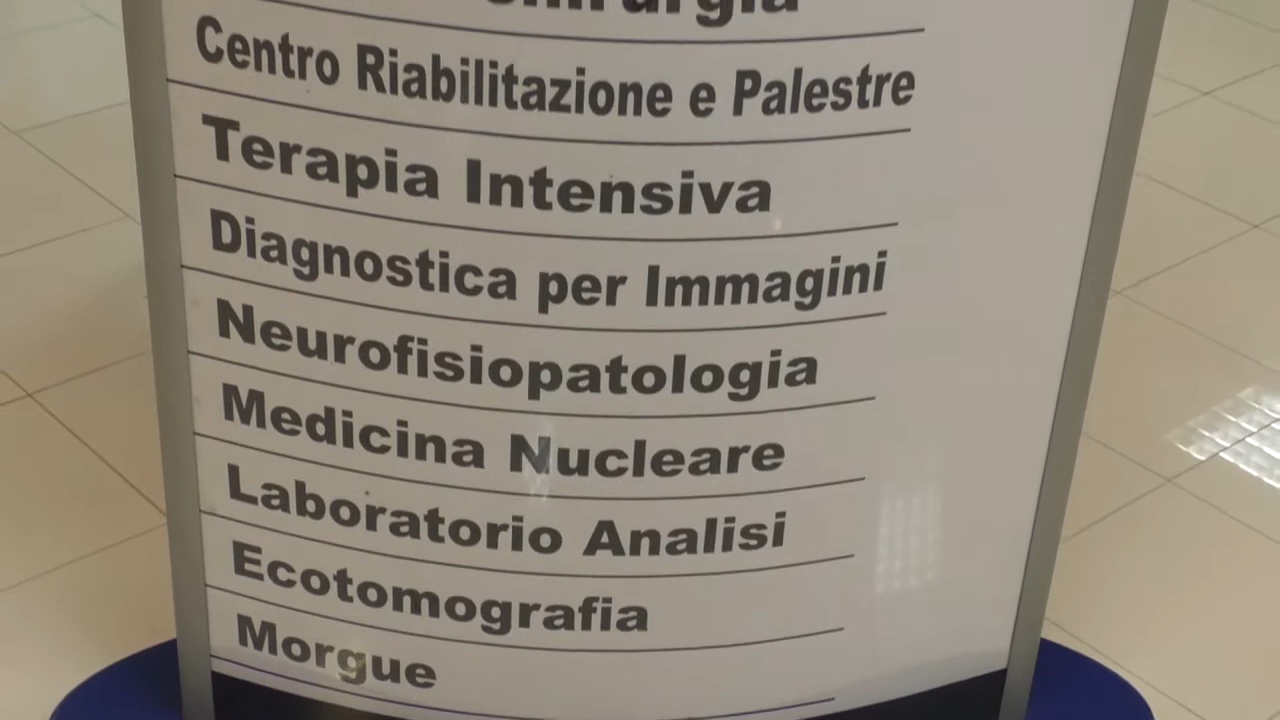 Centro Riabilitazione e Palestre
Terapia Intensiva
Diagnostica per Immagini
Neurofisiopatologia
Medicina Nucleare
Laboratorio Analisi
Ecotomografia
Morgue